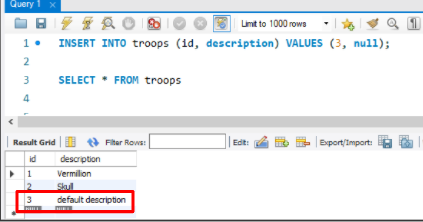 Query 1
Limit to 1000 rows
1 INSERT INTO troops (id, description) VALUES (3, null);
2
3 SELECT * FROM troops
4
Result Grid Filter Rows: Edit: Export/Import:
id description
1 Vermillion
2 Skull
3 default description